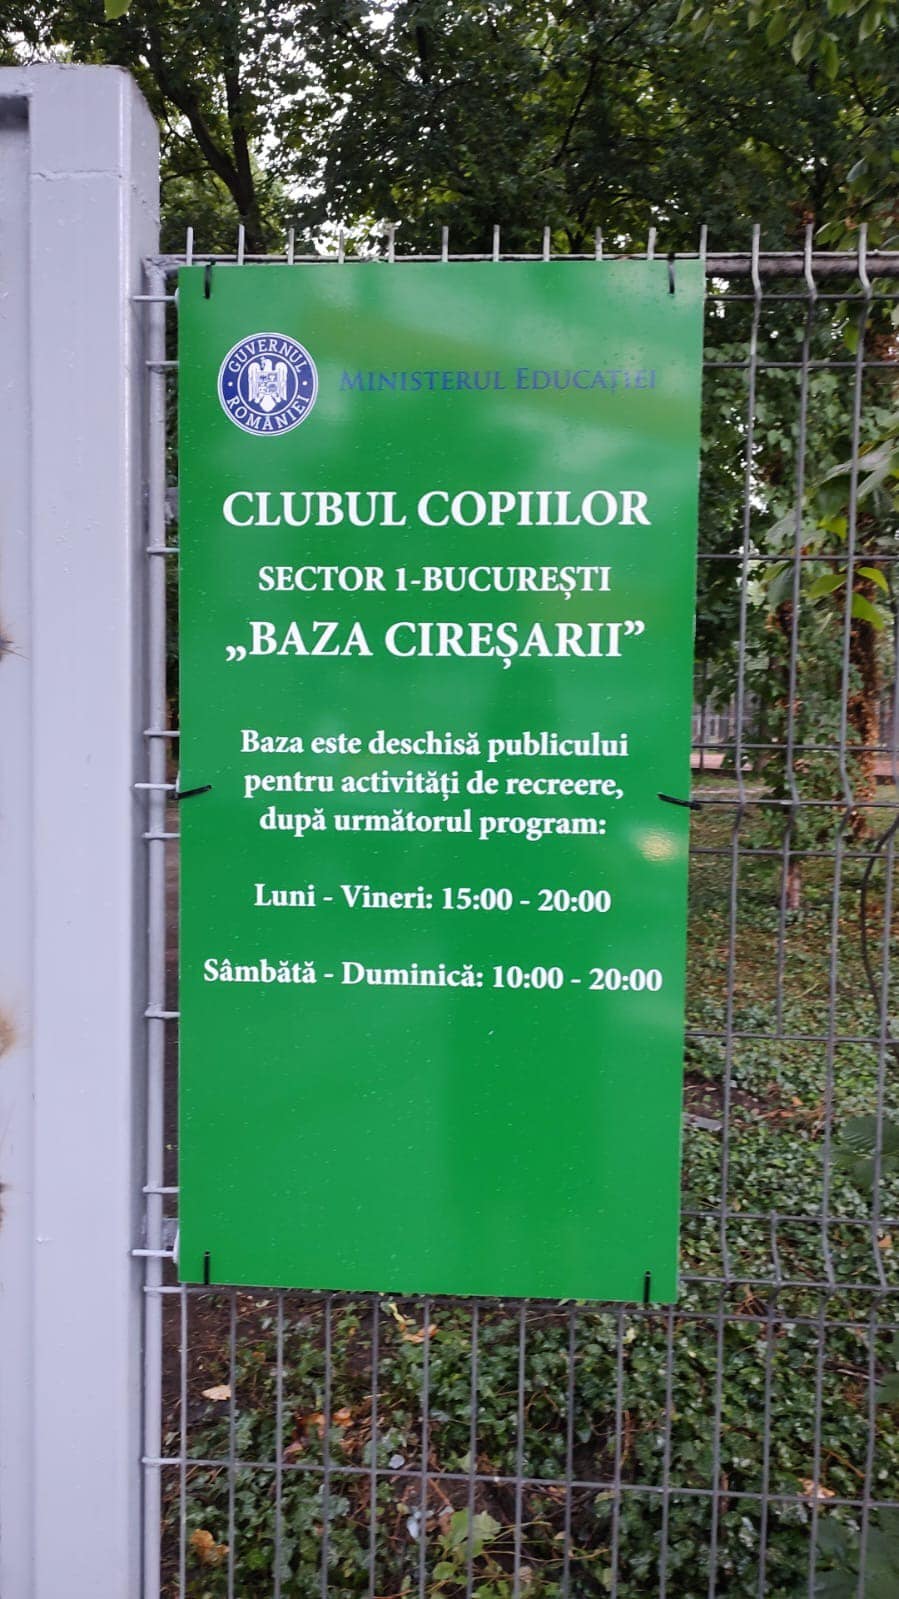 GUVERNUL ROMÂNIEI
MINISTERUL EDUCAȚIEI
CLUBUL COPIILOR
SECTOR 1-BUCUREȘTI
„BAZA CIREȘARII”
Baza este deschisă publicului
pentru activități de recreere,
după următorul program:
Luni - Vineri: 15:00 - 20:00
Sâmbătă - Duminică: 10:00 - 20:00